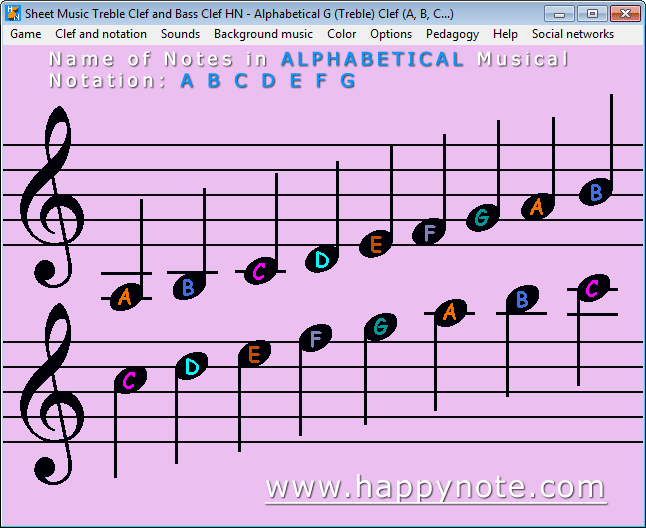 Sheet Music Treble Clef and Bass Clef HN - Alphabetical G (Treble) Clef (A, B, C...)
Game Clef and notation Sounds Background music Color Options Pedagogy Help Social networks
Name of Notes in ALPHABETICAL Musical
Notation: A B C D E F G
A B C D E F G A B
C D E F G A B C
www.happynote.com